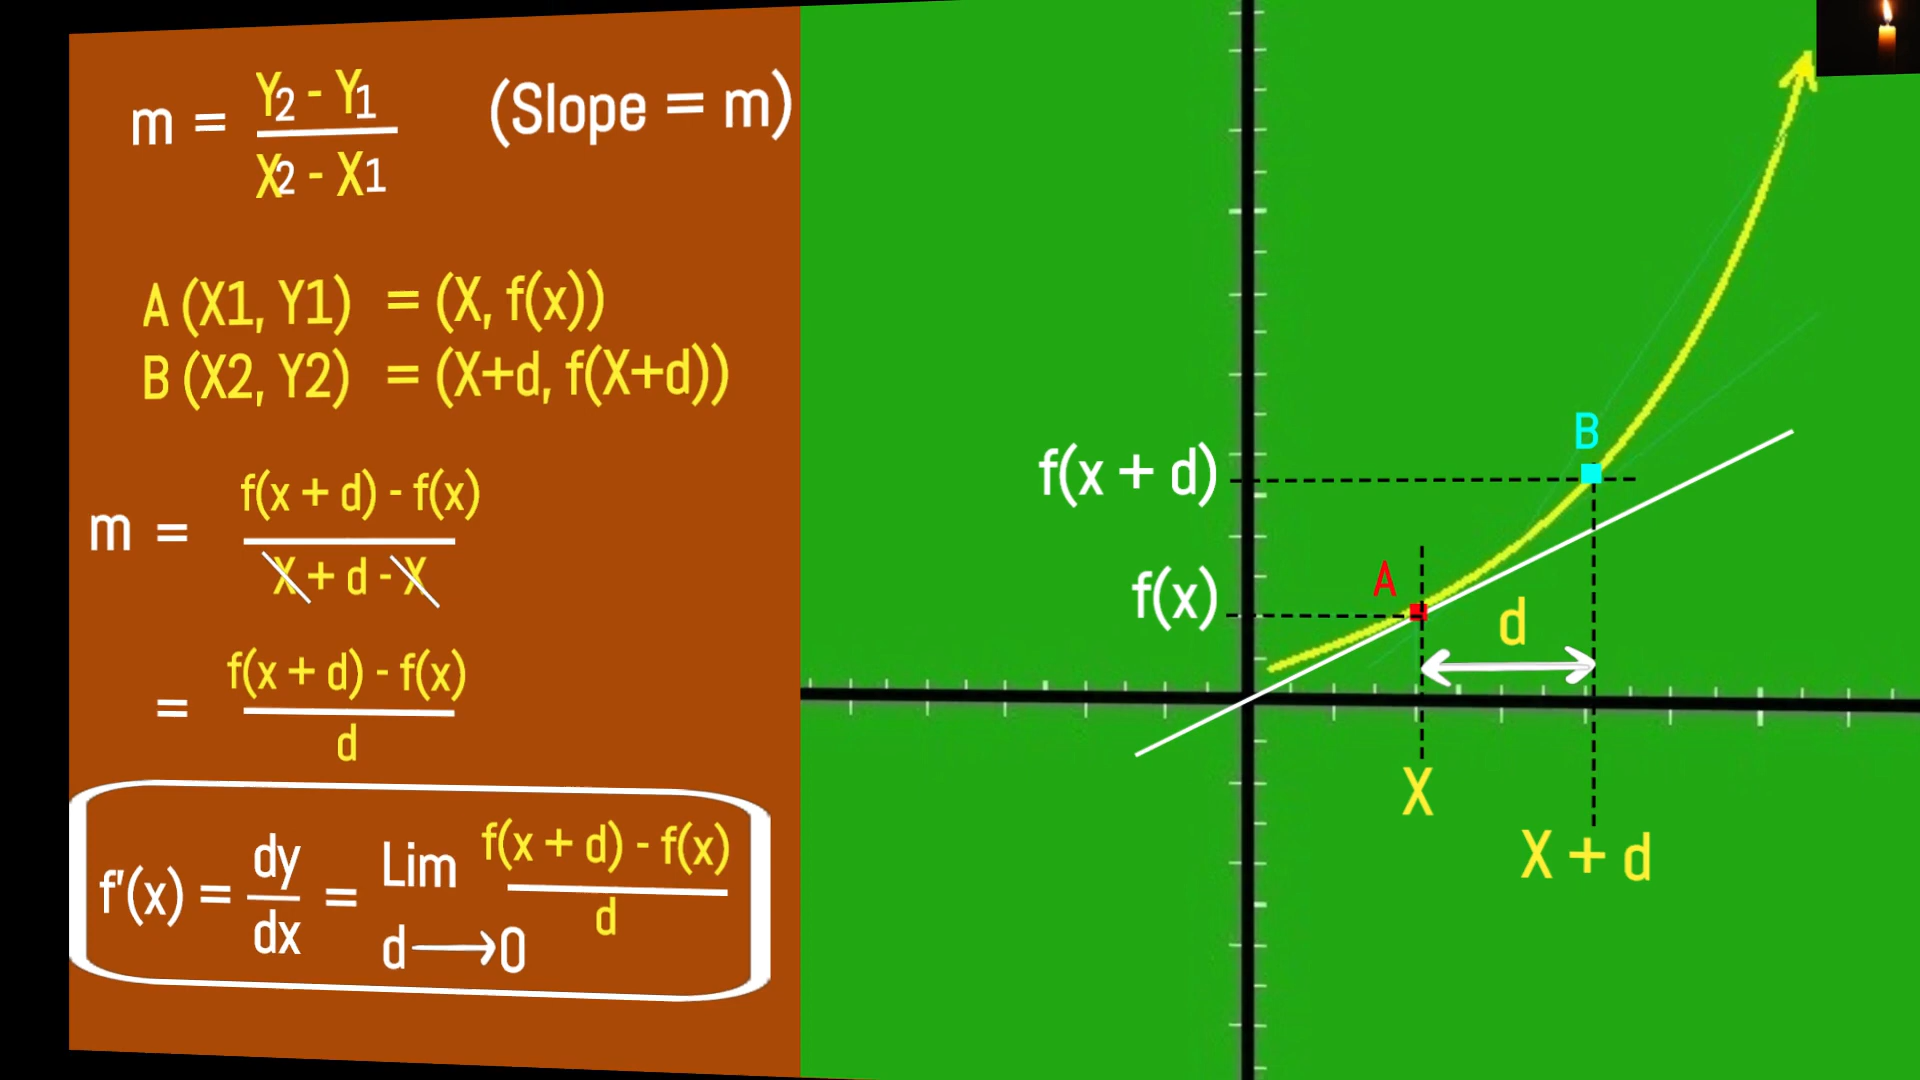 m = Y2 - Y1 (Slope = m)
X2 - X1
A (X1, Y1) = (X, f(x))
B (X2, Y2) = (X+d, f(X+d))
m = f(x + d) - f(x)
X + d - X
= f(x + d) - f(x)
d
f'(x) = dy = Lim f(x + d) - f(x)
dx d→0 d
B
f(x + d)
A
f(x)
d
X
X + d